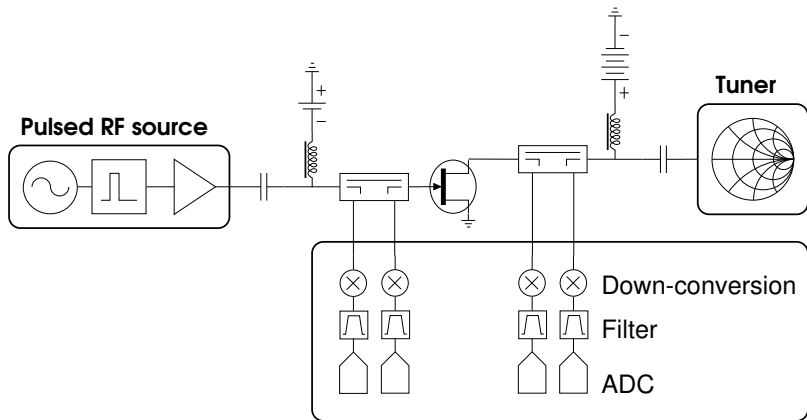 Pulsed RF source
+
−
−
+
Tuner
Down-conversion
Filter
ADC